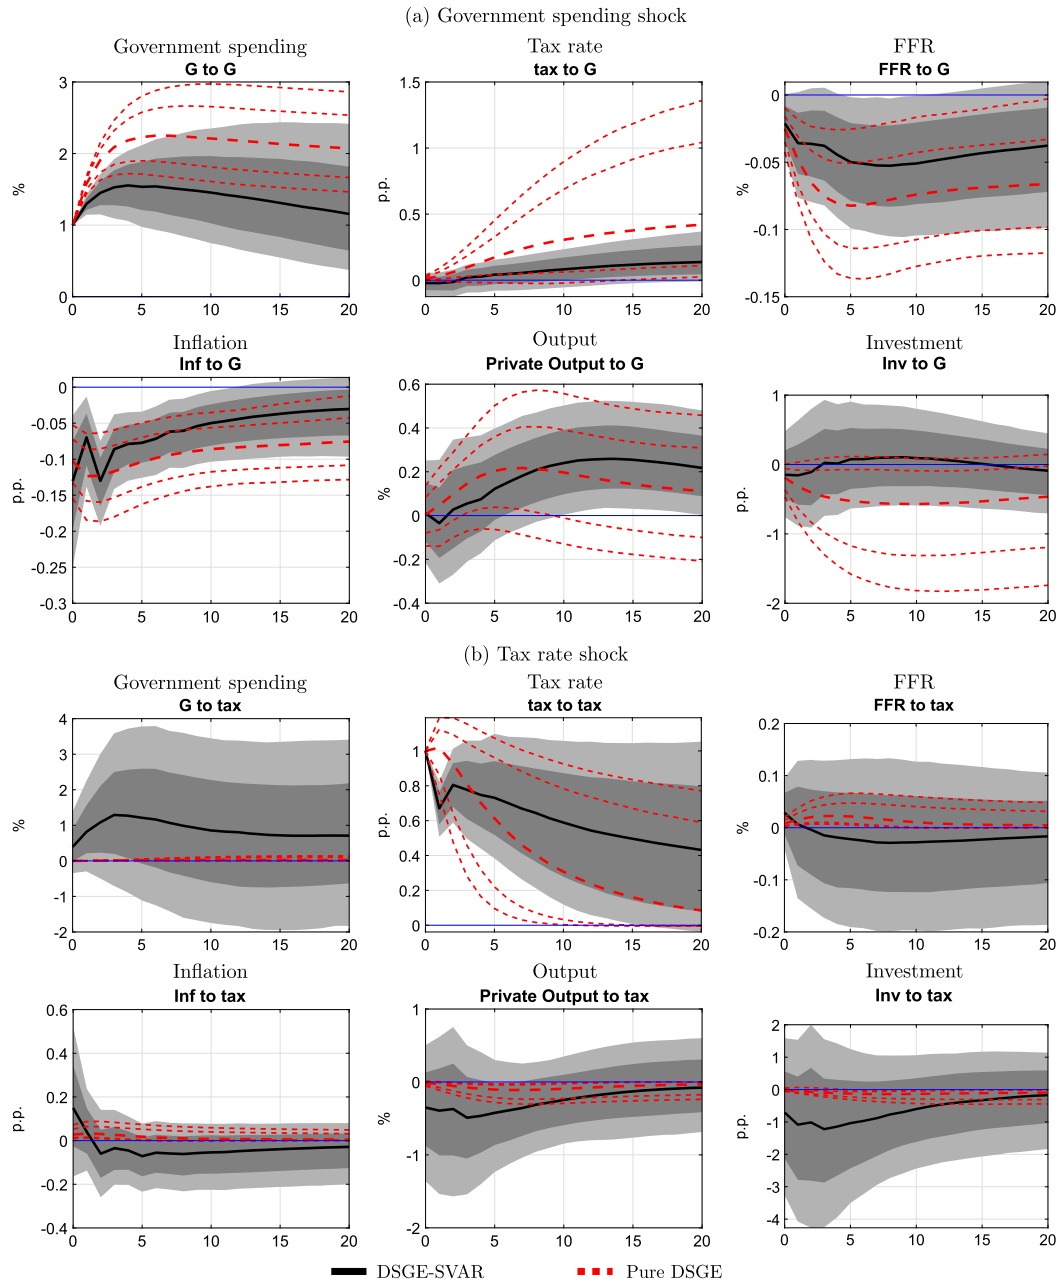 (a) Government spending shock
Government spending Tax rate FFR
G to G tax to G FFR to G
3 2 1 0
%
0 5 10 15 20
1.5 1 0.5 0
p.p.
0 5 10 15 20
0 -0.05 -0.1 -0.15
%
0 5 10 15 20
Inflation Output Investment
Inf to G Private Output to G Inv to G
0 -0.05 -0.1 -0.15 -0.2 -0.25 -0.3
p.p.
0 5 10 15 20
0.6 0.4 0.2 0 -0.2 -0.4
%
0 5 10 15 20
1 0 -1 -2
%
0 5 10 15 20
(b) Tax rate shock
Government spending Tax rate FFR
G to tax tax to tax FFR to tax
4 3 2 1 0 -1 -2
%
0 5 10 15 20
1 0.8 0.6 0.4 0.2 0
p.p.
0 5 10 15 20
0.2 0.1 0 -0.1 -0.2
%
0 5 10 15 20
Inflation Output Investment
Inf to tax Private Output to tax Inv to tax
0.6 0.4 0.2 0 -0.2 -0.4
p.p.
0 5 10 15 20
1 0 -1 -2
%
0 5 10 15 20
2 1 0 -1 -2 -3 -4
p.p.
0 5 10 15 20
DSGE-SVAR Pure DSGE